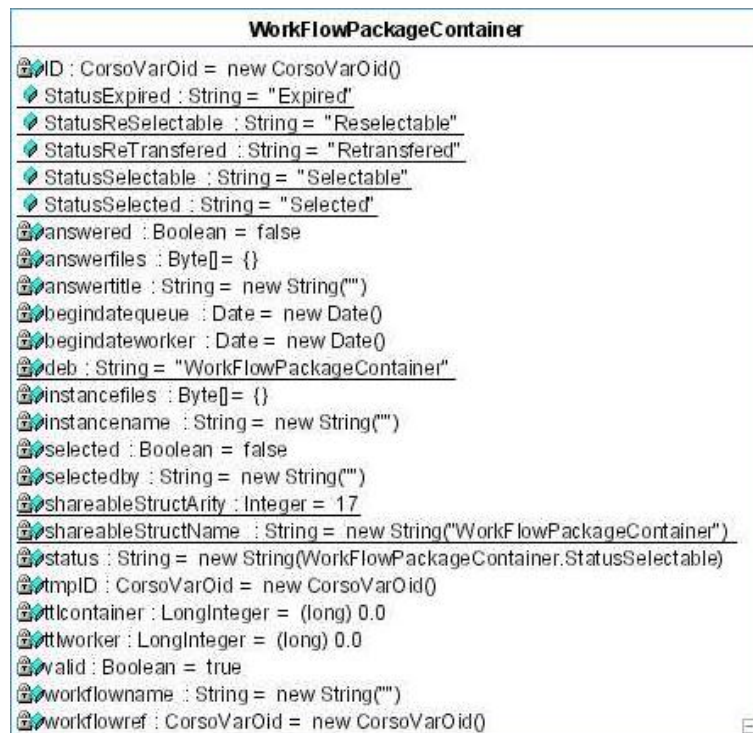 WorkFlowPackageContainer
ID : CorsoVarOid = new CorsoVarOid()
StatusExpired : String = "Expired"
StatusReSelectable : String = "Reselectable"
StatusReTransfered : String = "Retransfered"
StatusSelectable : String = "Selectable"
StatusSelected : String = "Selected"
answered : Boolean = false
answerfiles : Byte[] = {}
answertitle : String = new String("")
begindatequeue : Date = new Date()
begindateworker : Date = new Date()
deb : String = "WorkFlowPackageContainer"
instancefiles : Byte[] = {}
instancename : String = new String("")
selected : Boolean = false
selectedby : String = new String("")
shareableStructArity : Integer = 17
shareableStructName : String = new String("WorkFlowPackageContainer")
status : String = new String(WorkFlowPackageContainer.StatusSelectable)
tmpID : CorsoVarOid = new CorsoVarOid()
ttlcontainer : LongInteger = (long) 0.0
ttlworker : LongInteger = (long) 0.0
valid : Boolean = true
workflowname : String = new String("")
workflowref : CorsoVarOid = new CorsoVarOid()